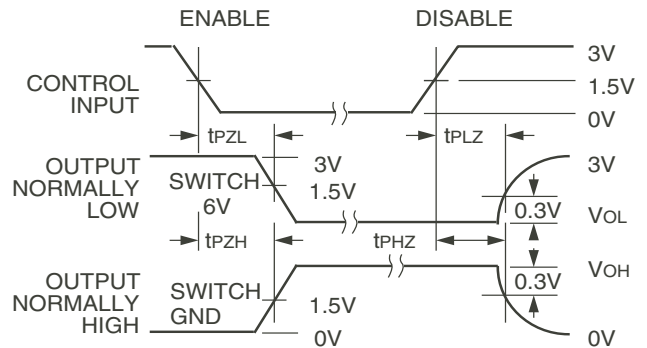 ENABLE
DISABLE
CONTROL
INPUT
3V
1.5V
0V
tPZL
tPLZ
OUTPUT
NORMALLY
LOW
SWITCH
6V
3V
1.5V
3V
0.3V
VOL
tPZH
tPHZ
OUTPUT
NORMALLY
HIGH
SWITCH
GND
1.5V
0V
0.3V
VOH
0V